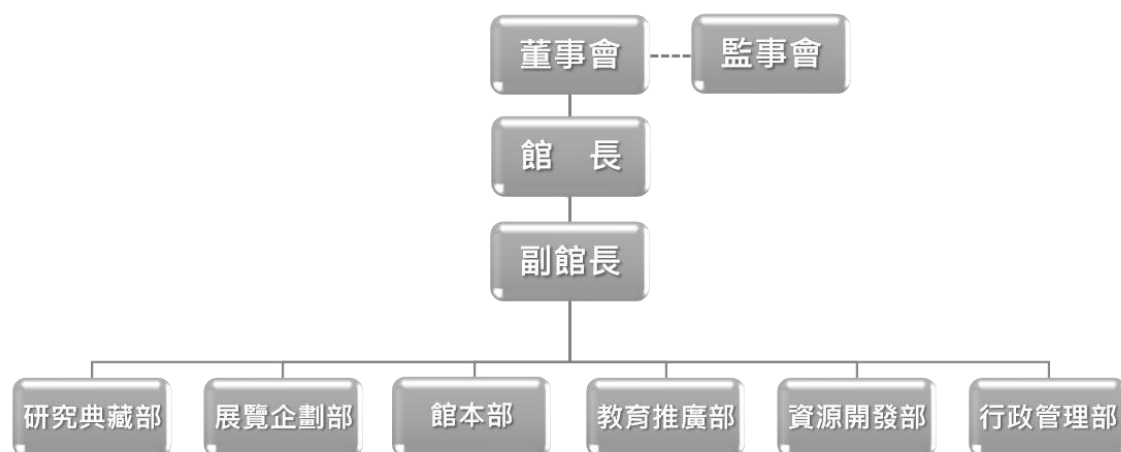 董事會
監事會
館 長
副館長
研究典藏部
展覽企劃部
館本部
教育推廣部
資源開發部
行政管理部